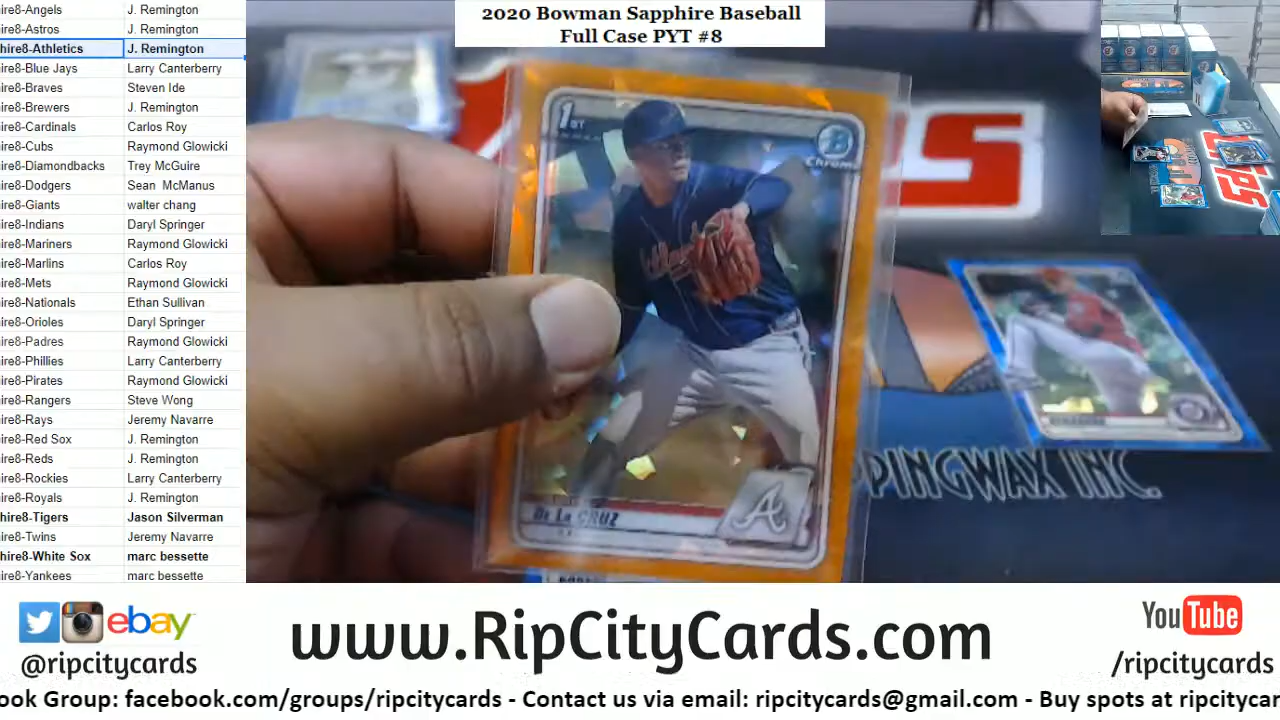 2020 Bowman Sapphire Baseball
Full Case PYT #8
ire8-Angels J. Remington
ire8-Astros J. Remington
hire8-Athletics J. Remington
ire8-Blue Jays Larry Canterberry
ire8-Braves Steven Ide
ire8-Brewers J. Remington
ire8-Cardinals Carlos Roy
ire8-Cubs Raymond Glowicki
ire8-Diamondbacks Trey McGuire
ire8-Dodgers Sean McManus
ire8-Giants walter chang
ire8-Indians Daryl Springer
ire8-Mariners Raymond Glowicki
ire8-Marlins Carlos Roy
ire8-Mets Raymond Glowicki
ire8-Nationals Ethan Sullivan
ire8-Orioles Daryl Springer
ire8-Padres Raymond Glowicki
ire8-Phillies Larry Canterberry
ire8-Pirates Raymond Glowicki
ire8-Rangers Steve Wong
ire8-Rays Jeremy Navarre
ire8-Red Sox J. Remington
ire8-Reds J. Remington
ire8-Rockies Larry Canterberry
ire8-Royals J. Remington
hire8-Tigers Jason Silverman
ire8-Twins Jeremy Navarre
hire8-White Sox marc bessette
ire8-Yankees marc bessette
1ST
Chrome
De La Cruz
A
S
PINGWAX INC.
ips
ebay
@ripcitycards
www.RipCityCards.com
YouTube
/ripcitycards
ook Group: facebook.com/groups/ripcitycards - Contact us via email: ripcitycards@gmail.com - Buy spots at ripcitycar